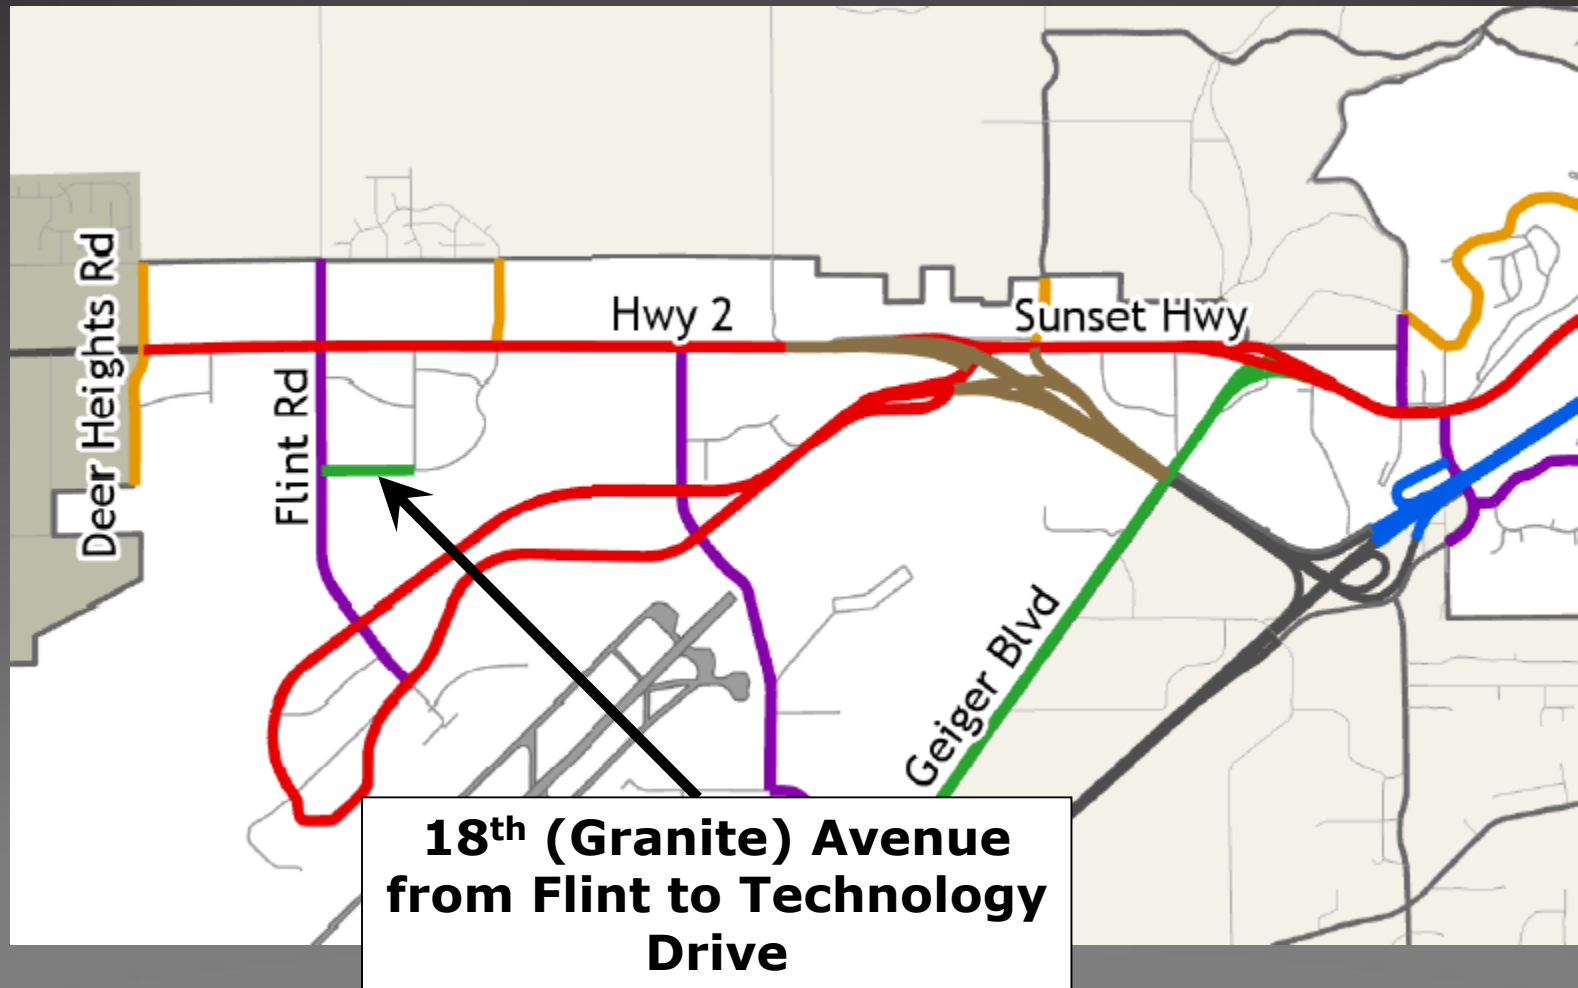 Deer Heights Rd
Flint Rd
Hwy 2
Sunset Hwy
Geiger Blvd
18th (Granite) Avenue
from Flint to Technology
Drive